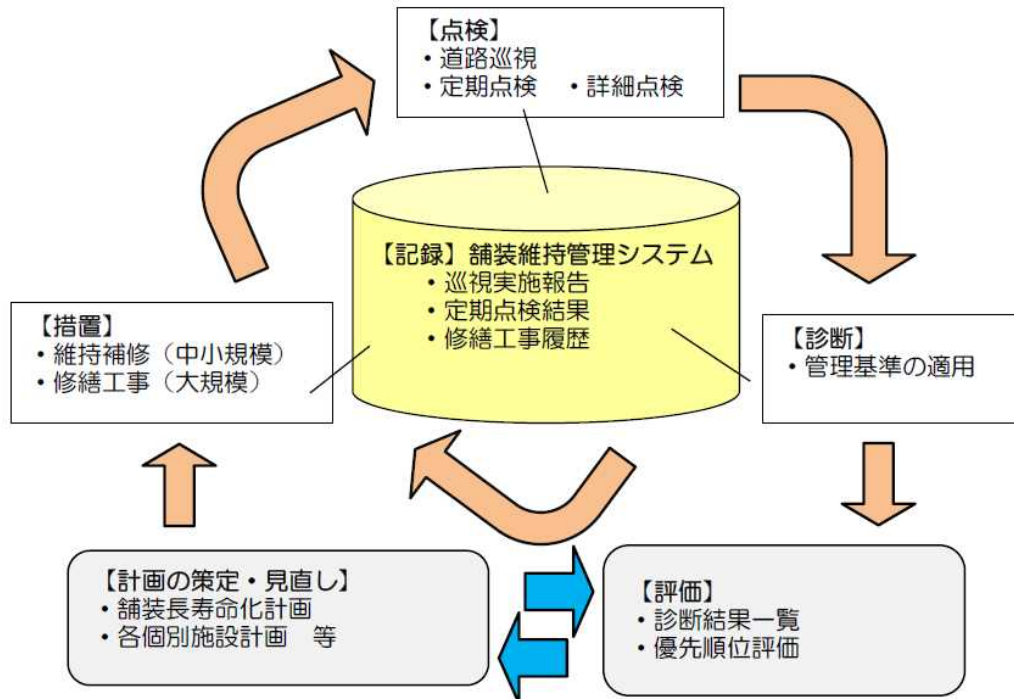 【点検】
・道路巡視
・定期点検　・詳細点検
【記録】舗装維持管理システム
・巡視実施報告
・定期点検結果
・修繕工事履歴
【措置】
・維持補修（中小規模）
・修繕工事（大規模）
【診断】
・管理基準の適用
【計画の策定・見直し】
・舗装長寿命化計画
・各個別施設計画　等
【評価】
・診断結果一覧
・優先順位評価